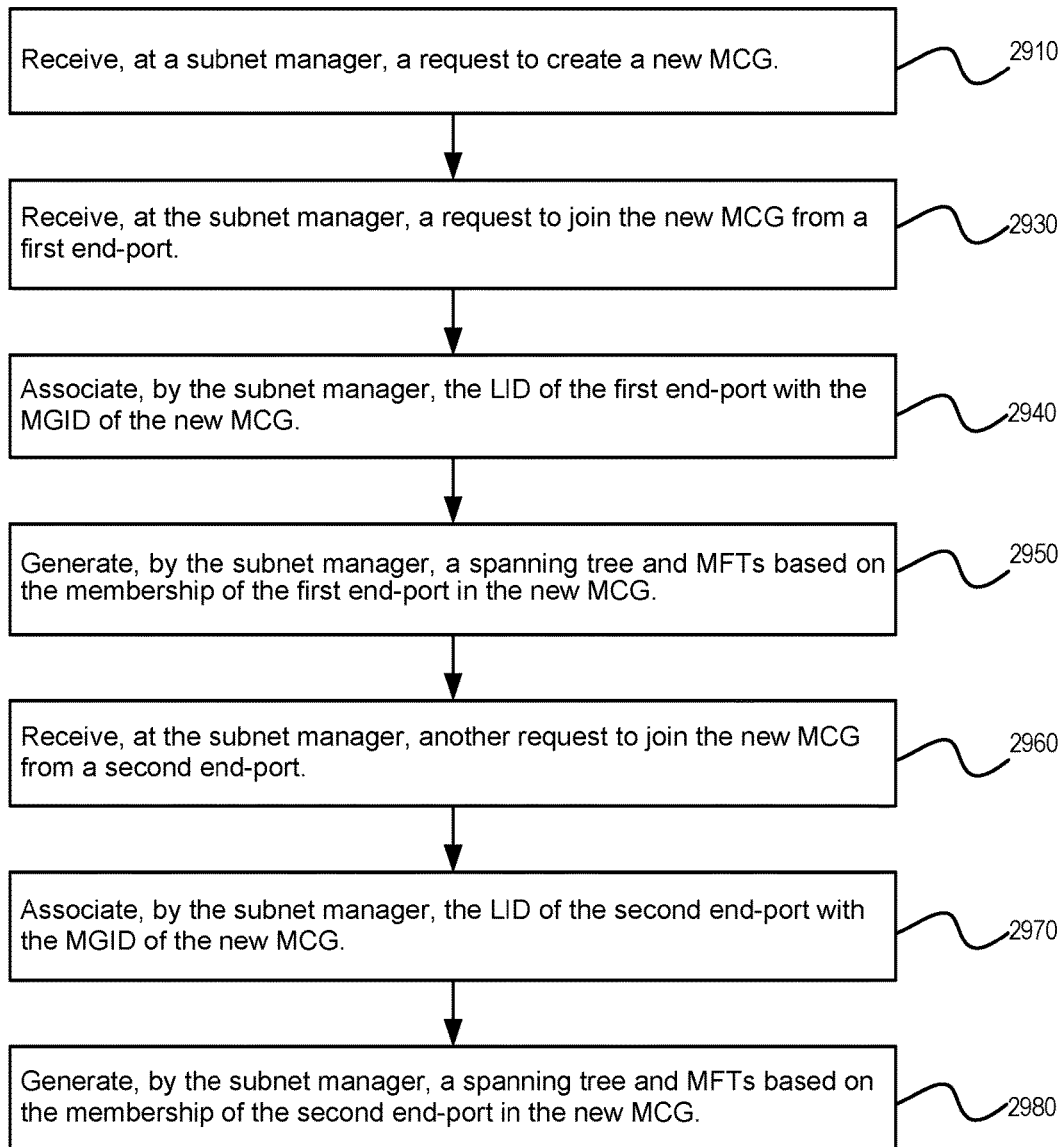 Receive, at a subnet manager, a request to create a new MCG.
2910
Receive, at the subnet manager, a request to join the new MCG from a
first end-port.
2930
Associate, by the subnet manager, the LID of the first end-port with the
MGID of the new MCG.
2940
Generate, by the subnet manager, a spanning tree and MFTs based on
the membership of the first end-port in the new MCG.
2950
Receive, at the subnet manager, another request to join the new MCG
from a second end-port.
2960
Associate, by the subnet manager, the LID of the second end-port with
the MGID of the new MCG.
2970
Generate, by the subnet manager, a spanning tree and MFTs based on
the membership of the second end-port in the new MCG.
2980